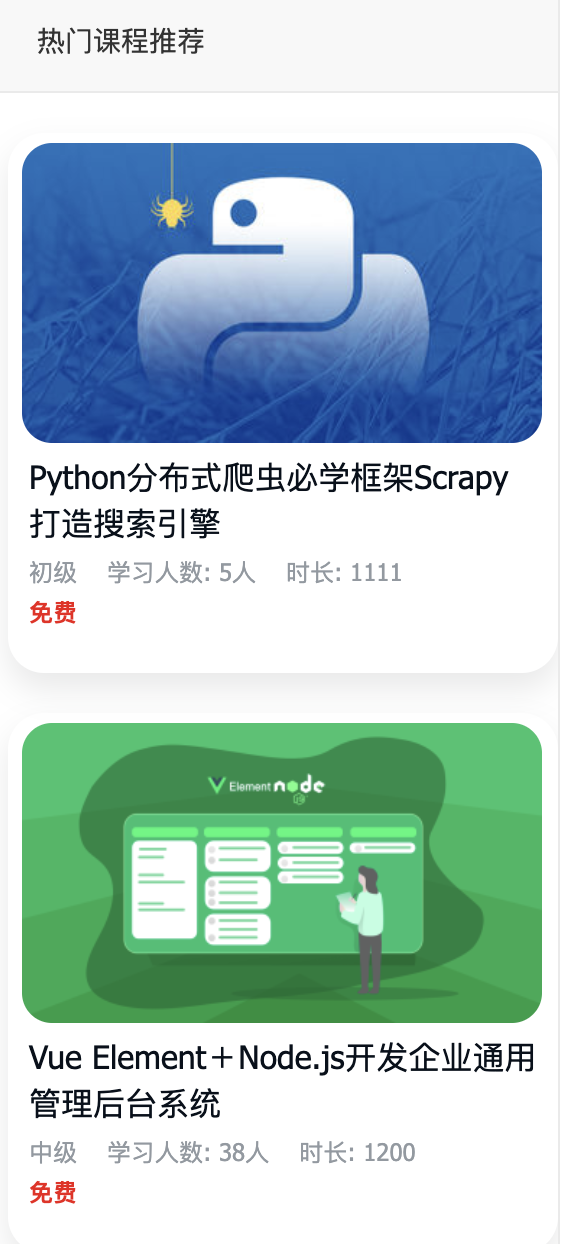 热门课程推荐
Python分布式爬虫必学框架Scrapy
打造搜索引擎
初级 学习人数: 5人 时长: 1111
免费
Element node
JS
Vue Element＋Node.js开发企业通用
管理后台系统
中级 学习人数: 38人 时长: 1200
免费